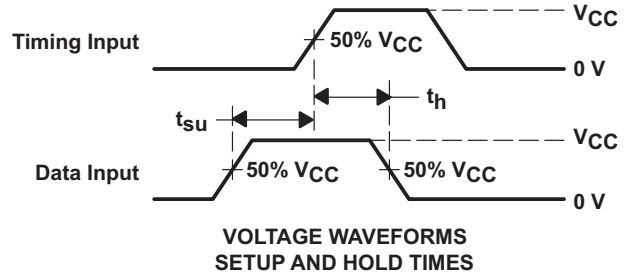 VCC
Timing Input
50% VCC
0 V
th
tsu
VCC
Data Input
50% VCC
50% VCC
0 V
VOLTAGE WAVEFORMS
SETUP AND HOLD TIMES